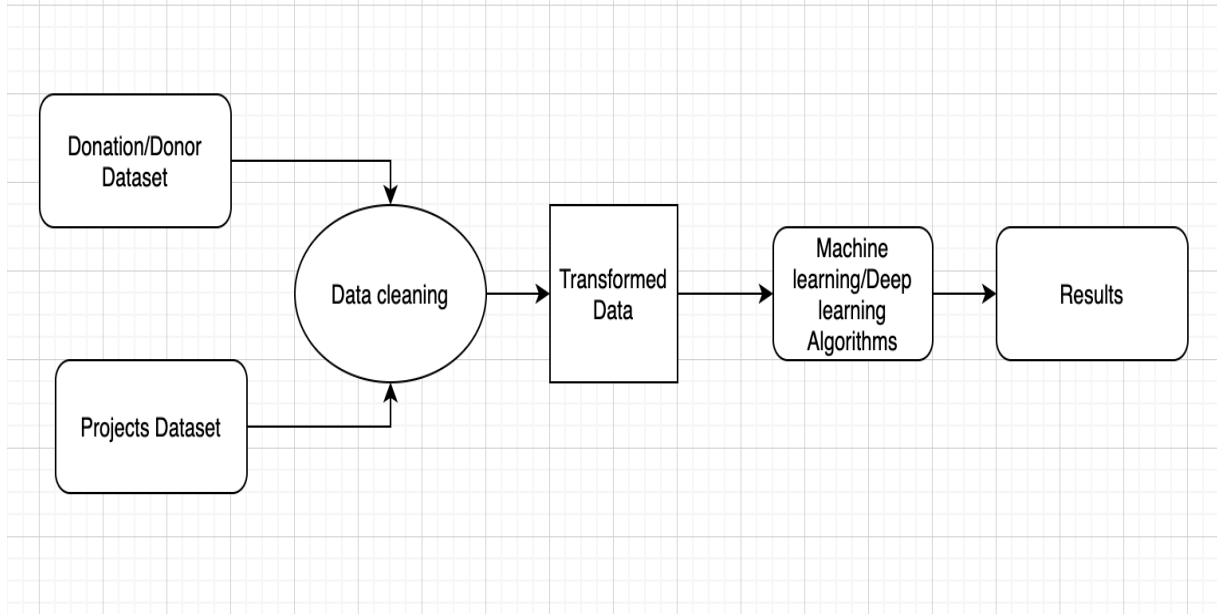 Donation/Donor
Dataset
Data cleaning
Projects Dataset
Transformed
Data
Machine
learning/Deep
learning
Algorithms
Results